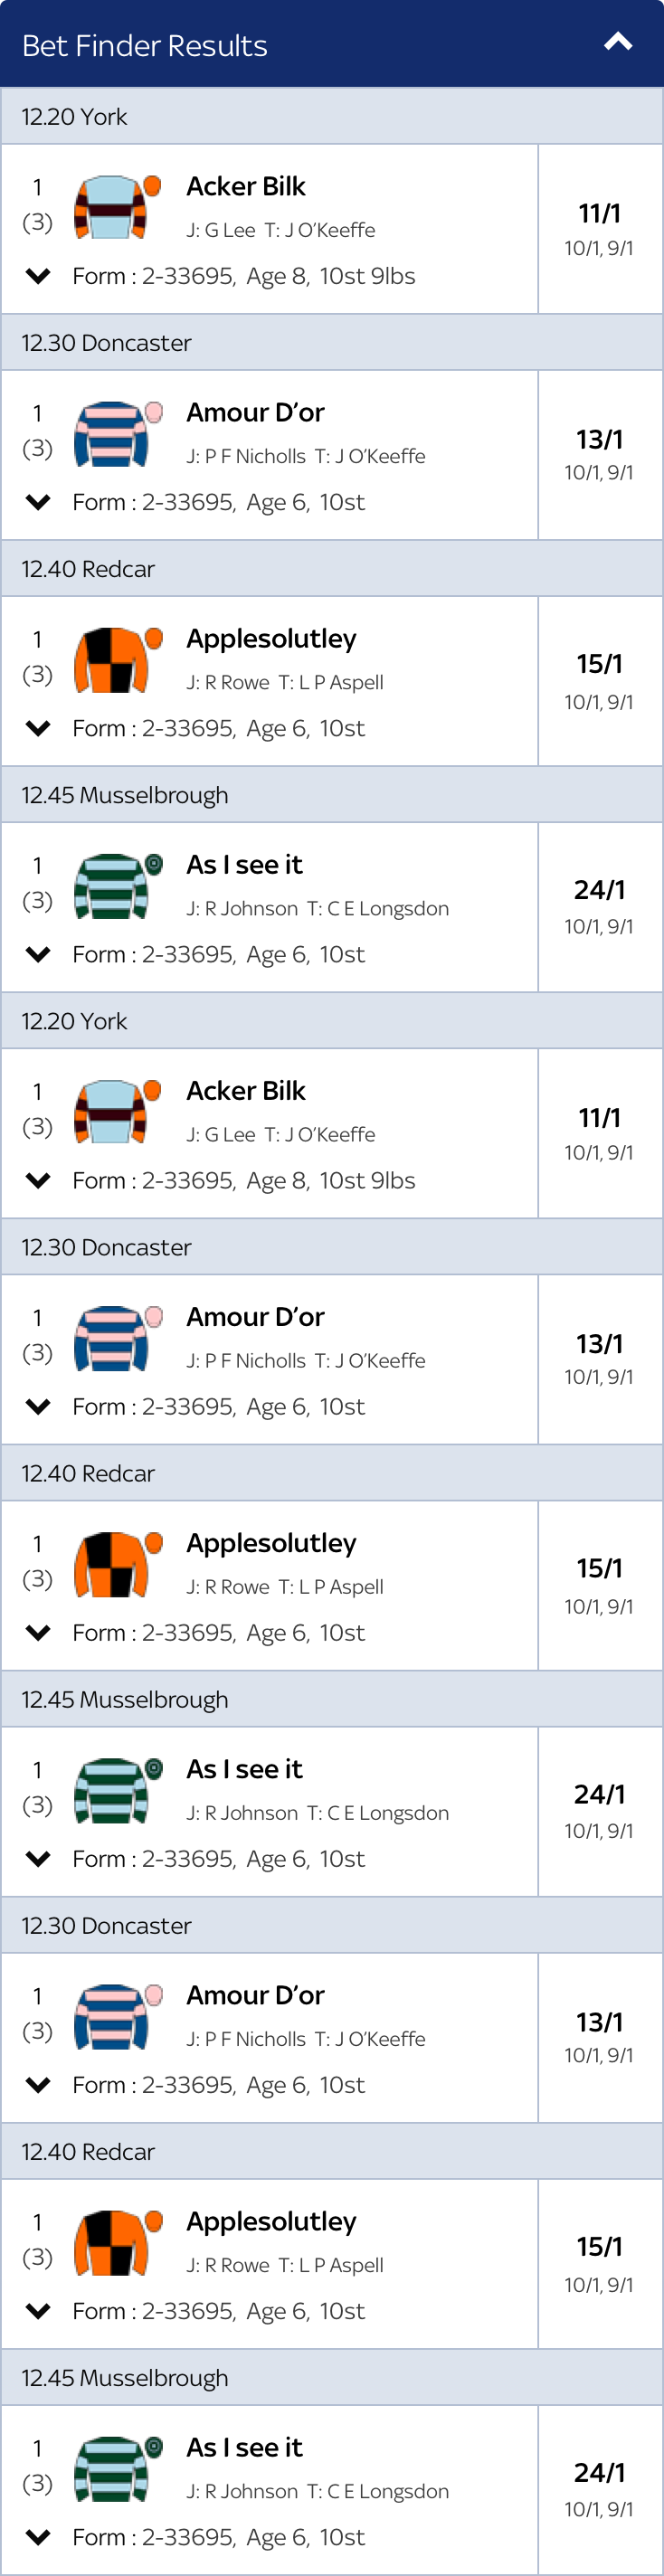 Bet Finder Results
12.20 York
1
(3)
Acker Bilk
J: G Lee T: J O'Keeffe
Form : 2-33695, Age 8, 10st 9lbs
11/1
10/1, 9/1
12.30 Doncaster
1
(3)
Amour D'or
J: P F Nicholls T: J O'Keeffe
Form : 2-33695, Age 6, 10st
13/1
10/1, 9/1
12.40 Redcar
1
(3)
Applesolutley
J: R Rowe T: L P Aspell
Form : 2-33695, Age 6, 10st
15/1
10/1, 9/1
12.45 Musselbrough
1
(3)
As I see it
J: R Johnson T: C E Longsdon
Form : 2-33695, Age 6, 10st
24/1
10/1, 9/1
12.20 York
1
(3)
Acker Bilk
J: G Lee T: J O'Keeffe
Form : 2-33695, Age 8, 10st 9lbs
11/1
10/1, 9/1
12.30 Doncaster
1
(3)
Amour D'or
J: P F Nicholls T: J O'Keeffe
Form : 2-33695, Age 6, 10st
13/1
10/1, 9/1
12.40 Redcar
1
(3)
Applesolutley
J: R Rowe T: L P Aspell
Form : 2-33695, Age 6, 10st
15/1
10/1, 9/1
12.45 Musselbrough
1
(3)
As I see it
J: R Johnson T: C E Longsdon
Form : 2-33695, Age 6, 10st
24/1
10/1, 9/1
12.30 Doncaster
1
(3)
Amour D'or
J: P F Nicholls T: J O'Keeffe
Form : 2-33695, Age 6, 10st
13/1
10/1, 9/1
12.40 Redcar
1
(3)
Applesolutley
J: R Rowe T: L P Aspell
Form : 2-33695, Age 6, 10st
15/1
10/1, 9/1
12.45 Musselbrough
1
(3)
As I see it
J: R Johnson T: C E Longsdon
Form : 2-33695, Age 6, 10st
24/1
10/1, 9/1